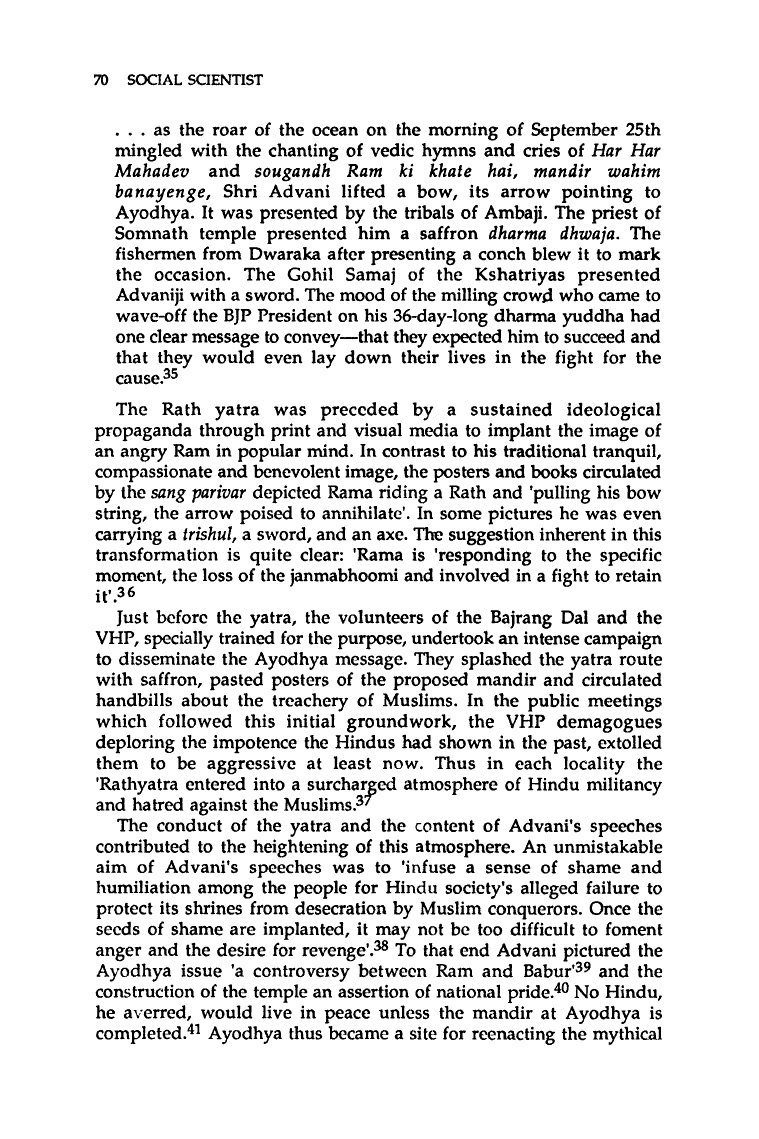 70 SOCIAL SCIENTIST
. . . as the roar of the ocean on the morning of September 25th
mingled with the chanting of vedic hymns and cries of Har Har
Mahadev and sougandh Ram ki khate hai, mandir wahim
banayenge, Shri Advani lifted a bow, its arrow pointing to
Ayodhya. It was presented by the tribals of Ambaji. The priest of
Somnath temple presented him a saffron dharma dhwaja. The
fishermen from Dwaraka after presenting a conch blew it to mark
the occasion. The Gohil Samaj of the Kshatriyas presented
Advaniji with a sword. The mood of the milling crowd who came to
wave-off the BJP President on his 36-day-long dharma yuddha had
one clear message to convey—that they expected him to succeed and
that they would even lay down their lives in the fight for the
cause.35
The Rath yatra was preceded by a sustained ideological
propaganda through print and visual media to implant the image of
an angry Ram in popular mind. In contrast to his traditional tranquil,
compassionate and benevolent image, the posters and books circulated
by the sang parivar depicted Rama riding a Rath and 'pulling his bow
string, the arrow poised to annihilate'. In some pictures he was even
carrying a trishul, a sword, and an axe. The suggestion inherent in this
transformation is quite clear: 'Rama is 'responding to the specific
moment, the loss of the janmabhoomi and involved in a fight to retain
it'.36
Just before the yatra, the volunteers of the Bajrang Dal and the
VHP, specially trained for the purpose, undertook an intense campaign
to disseminate the Ayodhya message. They splashed the yatra route
with saffron, pasted posters of the proposed mandir and circulated
handbills about the treachery of Muslims. In the public meetings
which followed this initial groundwork, the VHP demagogues
deploring the impotence the Hindus had shown in the past, extolled
them to be aggressive at least now. Thus in each locality the
'Rathyatra entered into a surcharged atmosphere of Hindu militancy
and hatred against the Muslims.37
The conduct of the yatra and the content of Advani's speeches
contributed to the heightening of this atmosphere. An unmistakable
aim of Advani's speeches was to 'infuse a sense of shame and
humiliation among the people for Hindu society's alleged failure to
protect its shrines from desecration by Muslim conquerors. Once the
seeds of shame are implanted, it may not be too difficult to foment
anger and the desire for revenge'.38 To that end Advani pictured the
Ayodhya issue 'a controversy between Ram and Babur'39 and the
construction of the temple an assertion of national pride.40 No Hindu,
he averred, would live in peace unless the mandir at Ayodhya is
completed.41 Ayodhya thus became a site for reenacting the mythical